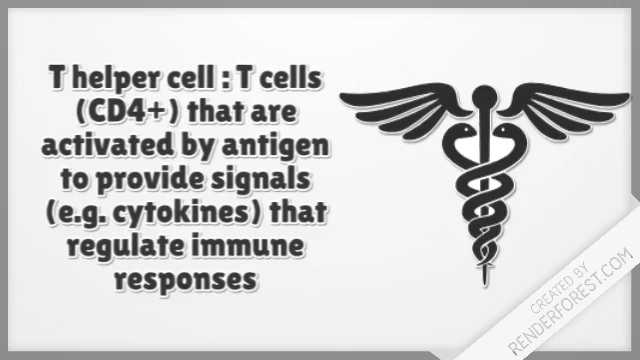 T helper cell : T cells
(CD4+) that are
activated by antigen
to provide signals
(e.g. cytokines) that
regulate immune
responses
CREATED BY
RENDERFOREST.COM